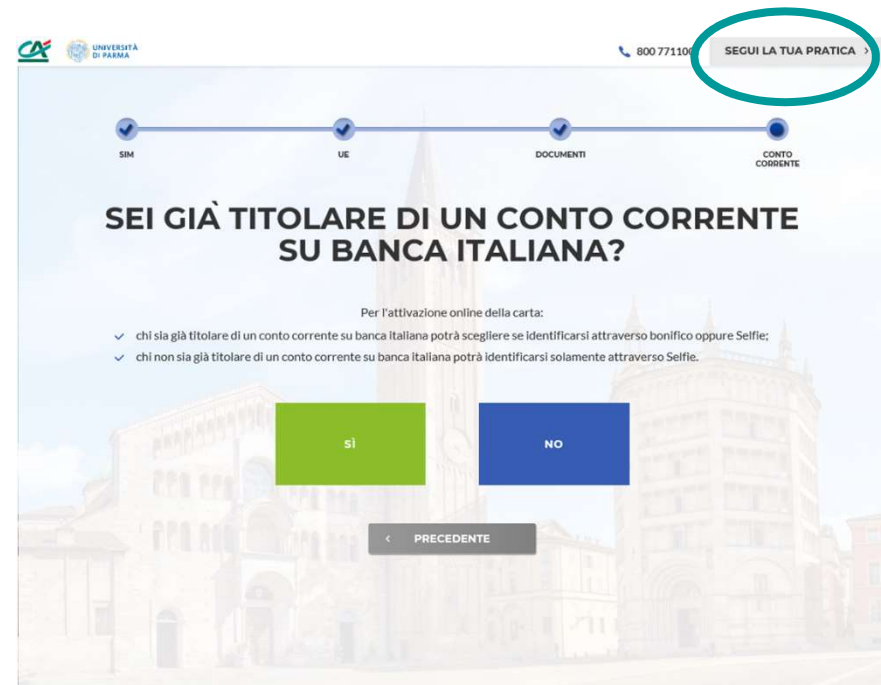 CA
UNIVERSITÀ
DI PARMA
800 771100
SEGUI LA TUA PRATICA >
SIM
UE
DOCUMENTI
CONTO
CORRENTE
SEI GIÀ TITOLARE DI UN CONTO CORRENTE
SU BANCA ITALIANA?
Per l'attivazione online della carta:
chi sia già titolare di un conto corrente su banca italiana potrà scegliere se identificarsi attraverso bonifico oppure Selfie;
chi non sia già titolare di un conto corrente su banca italiana potrà identificarsi solamente attraverso Selfie.
SÌ
NO
< PRECEDENTE